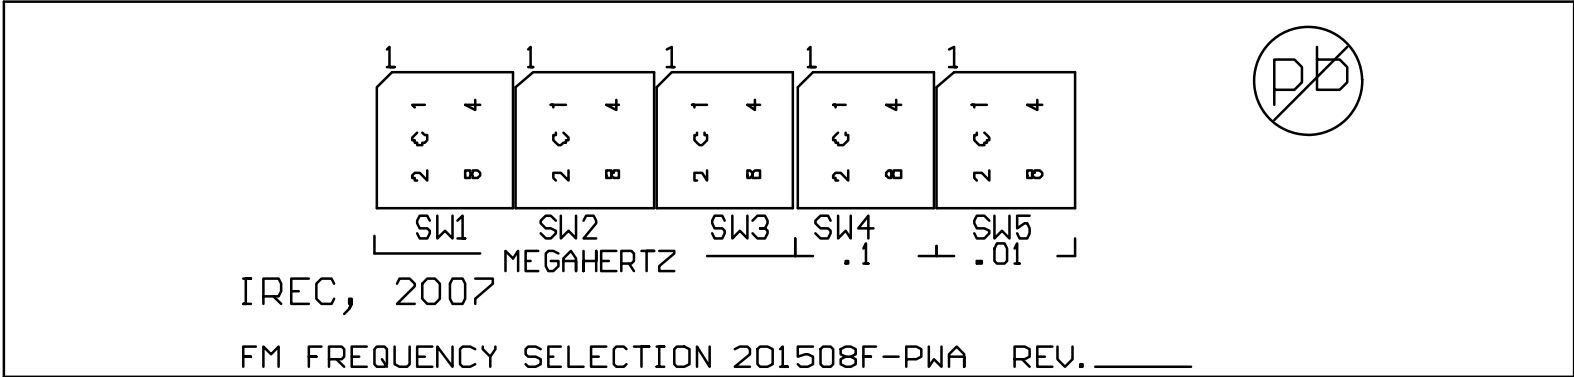 1 1 1 1 1 pb
1 4 1 4 1 4 1 4 1 4
C C C C C
2 8 2 8 2 8 2 8 2 8
SW1 SW2 SW3 SW4 SW5
MEGAHERTZ .1 .01
IREC, 2007
FM FREQUENCY SELECTION 201508F-PWA REV.______